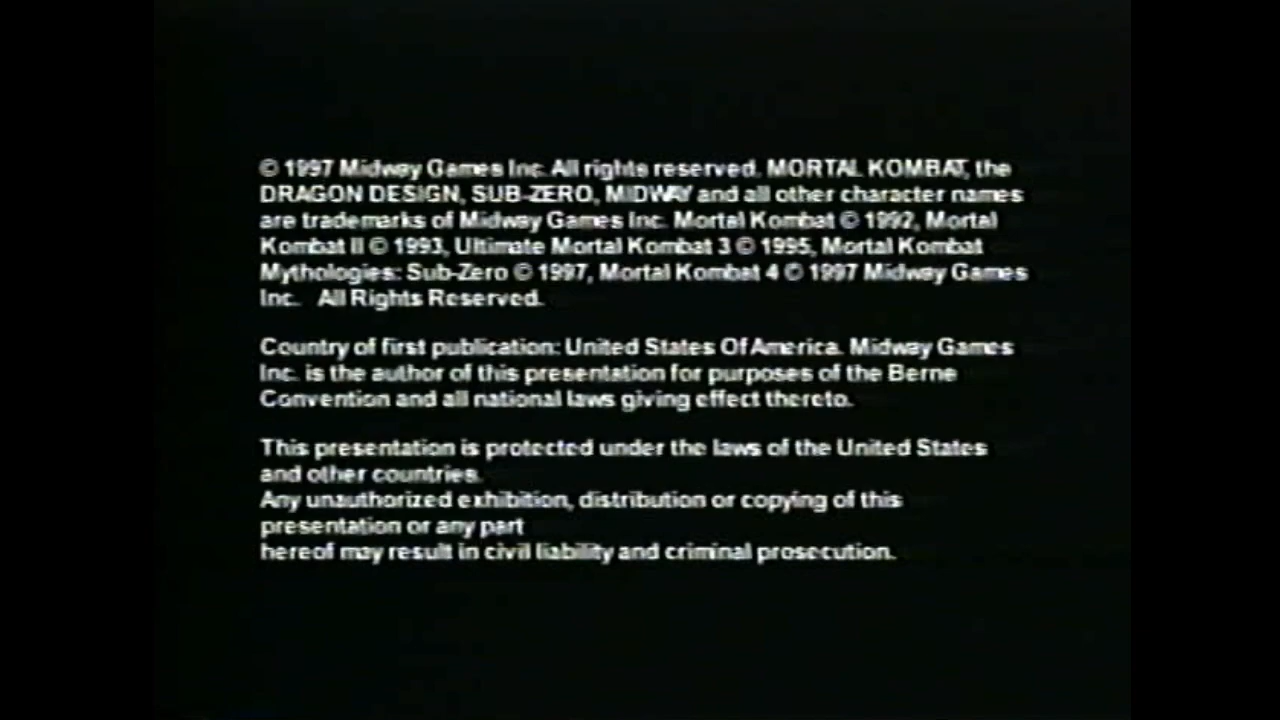 © 1997 Midway Games Inc. All rights reserved. MORTAL KOMBAT, the
DRAGON DESIGN, SUB-ZERO, MIDWAY and all other character names
are trademarks of Midway Games Inc. Mortal Kombat © 1992, Mortal
Kombat II © 1993, Ultimate Mortal Kombat 3 © 1995, Mortal Kombat
Mythologies: Sub-Zero © 1997, Mortal Kombat 4 © 1997 Midway Games
Inc. All Rights Reserved.
Country of first publication: United States Of America. Midway Games
Inc. is the author of this presentation for purposes of the Berne
Convention and all national laws giving effect thereto.
This presentation is protected under the laws of the United States
and other countries.
Any unauthorized exhibition, distribution or copying of this
presentation or any part
hereof may result in civil liability and criminal prosecution.